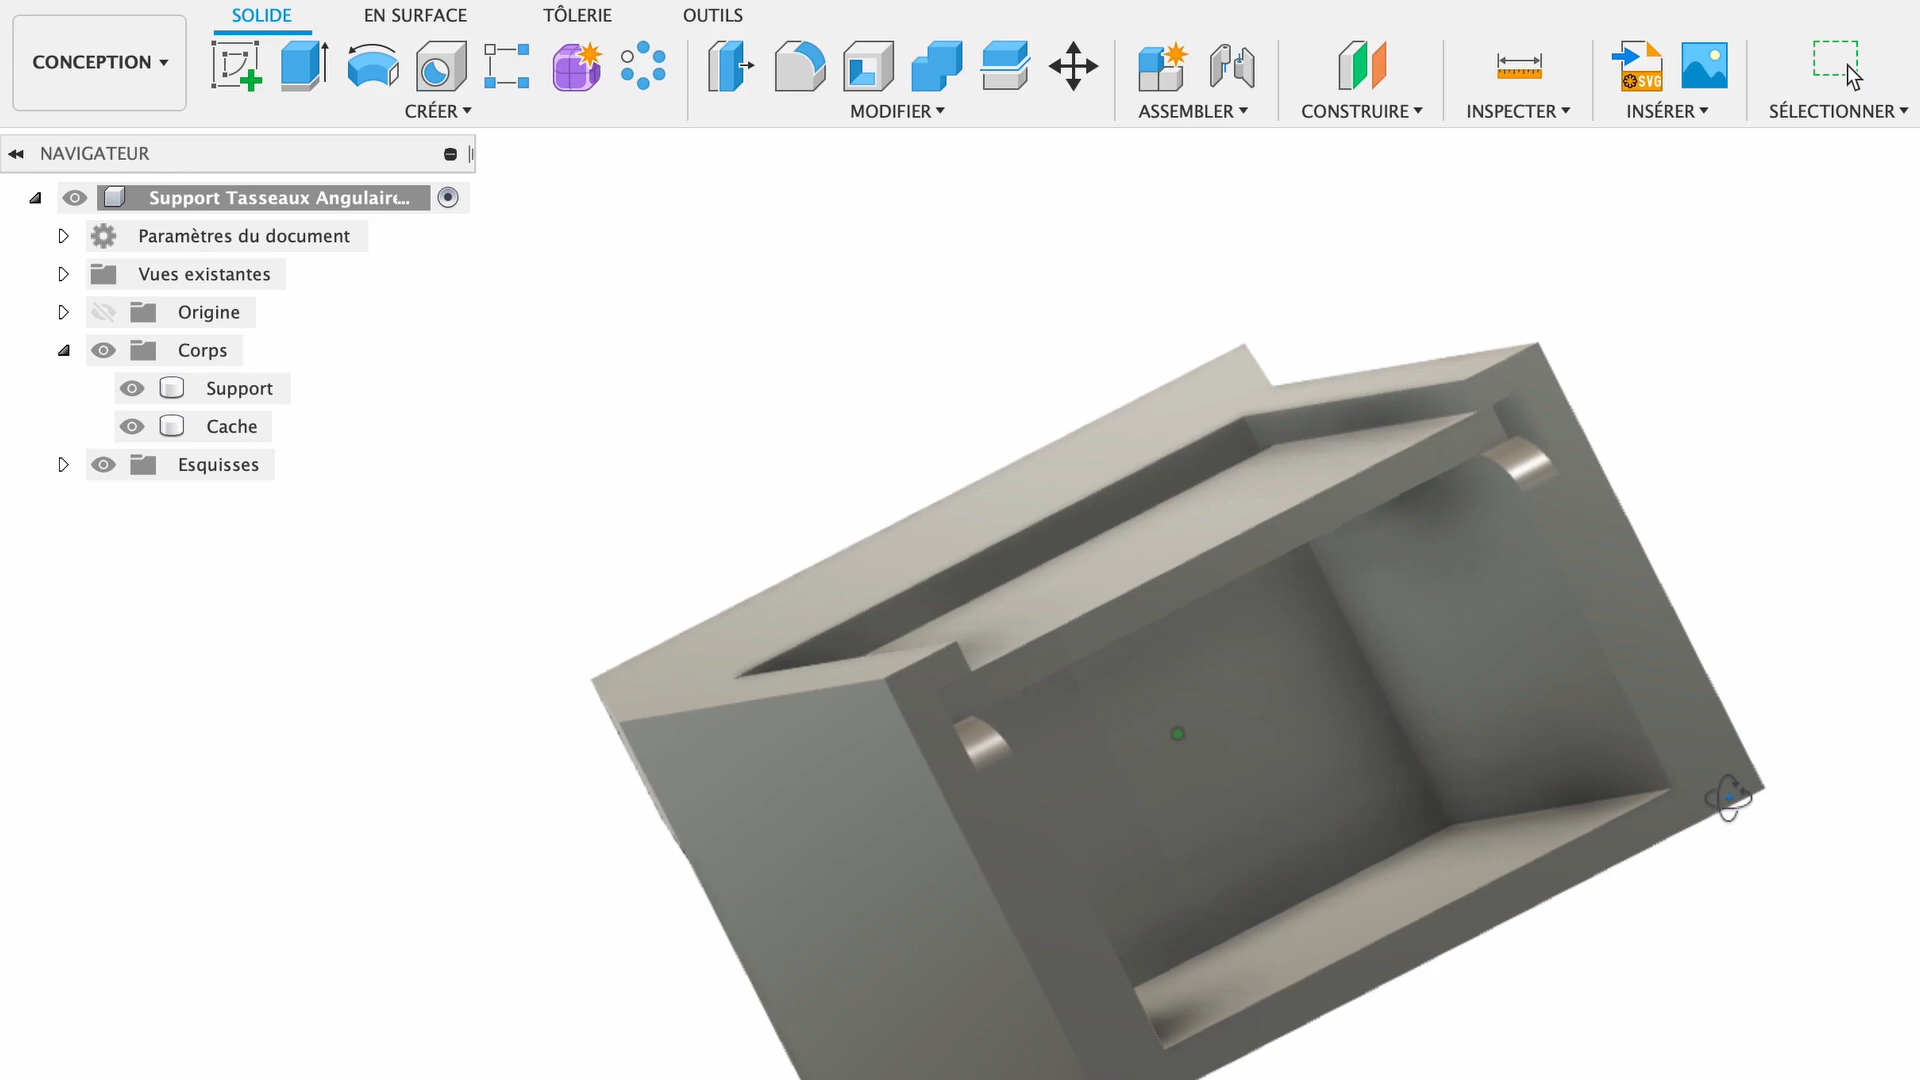 SOLIDE EN SURFACE TÔLERIE OUTILS
CONCEPTION
CRÉER MODIFIER ASSEMBLER CONSTRUIRE INSPECTER INSÉRER SÉLECTIONNER
SVG
NAVIGATEUR
Support Tasseaux Angulaire...
Paramètres du document
Vues existantes
Origine
Corps
Support
Cache
Esquisses